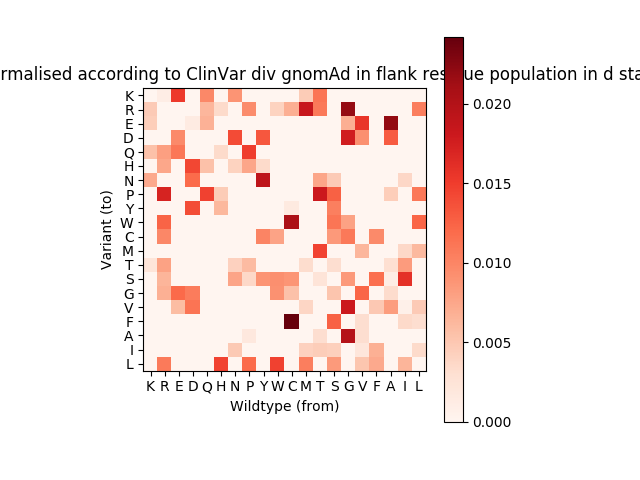 rmalised according to ClinVar div gnomAd in flank residue population in d sta
K
R
E
D
Q
H
N
P
Y
W
C
M
T
S
G
V
F
A
I
L
Variant (to)
K R E D Q H N P Y W C M T S G V F A I L
Wildtype (from)
0.020
0.015
0.010
0.005
0.000